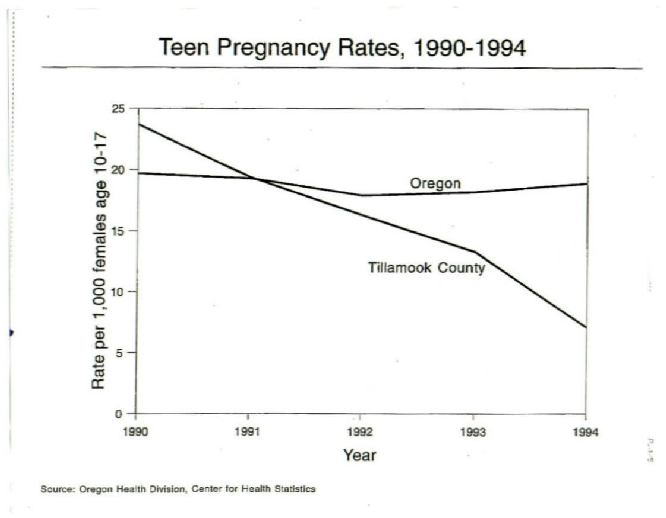 Teen Pregnancy Rates, 1990-1994
Rate per 1,000 females age 10-17
25
20
15
10
5
0
Oregon
Tillamook County
1990
1991
1992
1993
1994
Year
Source: Oregon Health Division, Center for Health Statistics